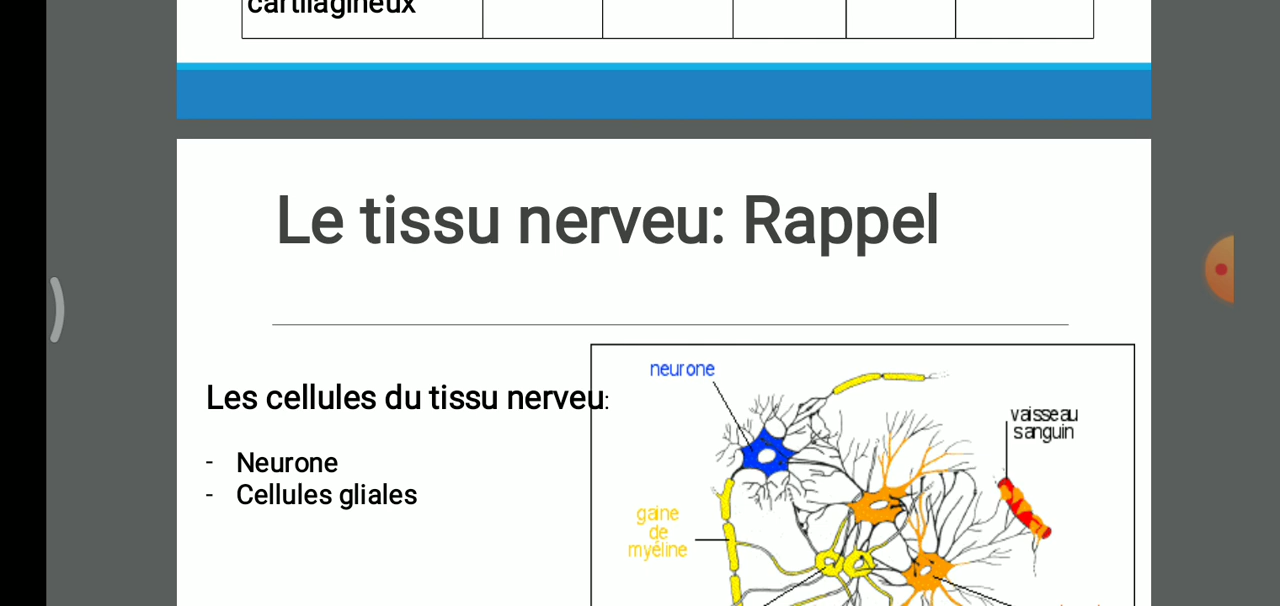 cartilagineux
Le tissu nerveu: Rappel
Les cellules du tissu nerveu:
- Neurone
- Cellules gliales
neurone
vaisseau
sanguin
gaine
de
myéline